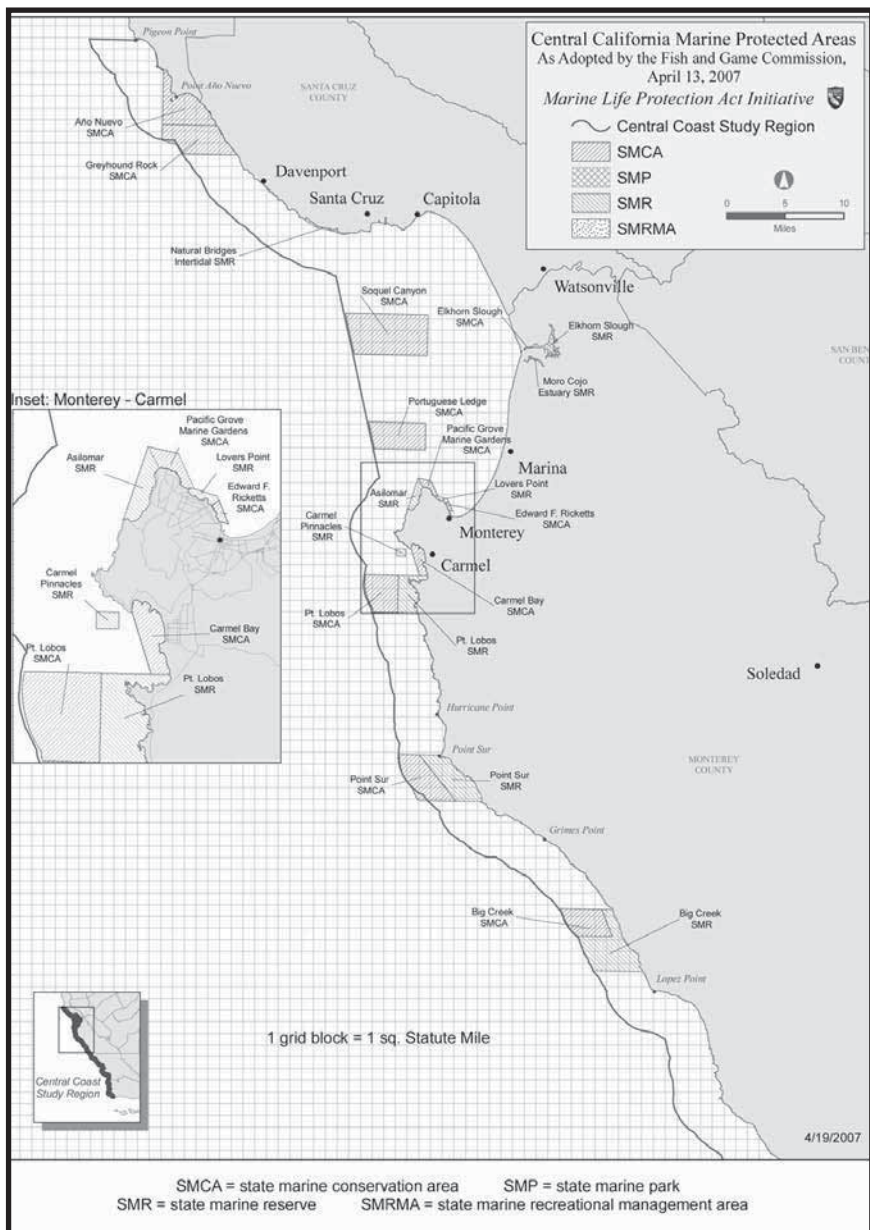 Pigeon Point
Point Año Nuevo
SANTA CRUZ
COUNTY
Central California Marine Protected Areas
As Adopted by the Fish and Game Commission,
April 13, 2007
Marine Life Protection Act Initiative
Central Coast Study Region
SMCA
SMP
SMR
SMRMA
0 5 10
Miles
Año Nuevo
SMCA
Greyhound Rock
SMCA
Davenport
Santa Cruz
Capitola
Natural Bridges
Intertidal SMR
Watsonville
Soquel Canyon
SMCA
Elkhorn Slough
SMCA
Elkhorn Slough
SMR
SAN BEN
COUNT
Moro Cojo
Estuary SMR
Inset: Monterey - Carmel
Pacific Grove
Marine Gardens
SMCA
Asilomar
SMR
Lovers Point
SMR
Edward F.
Ricketts
SMCA
Carmel
Pinnacles
SMR
Carmel Bay
SMCA
Pt. Lobos
SMCA
Pt. Lobos
SMR
Portuguese Ledge
SMCA
Pacific Grove
Marine Gardens
SMCA
Marina
Asilomar
SMR
Lovers Point
SMR
Edward F. Ricketts
SMCA
Carmel
Pinnacles
SMR
Monterey
Carmel
Carmel Bay
SMCA
Pt. Lobos
SMCA
Pt. Lobos
SMR
Soledad
Hurricane Point
Point Sur
Point Sur
SMCA
Point Sur
SMR
MONTEREY
COUNTY
Grimes Point
Big Creek
SMCA
Big Creek
SMR
Lopez Point
1 grid block = 1 sq. Statute Mile
Central Coast
Study Region
4/19/2007
SMCA = state marine conservation area SMP = state marine park
SMR = state marine reserve SMRMA = state marine recreational management area